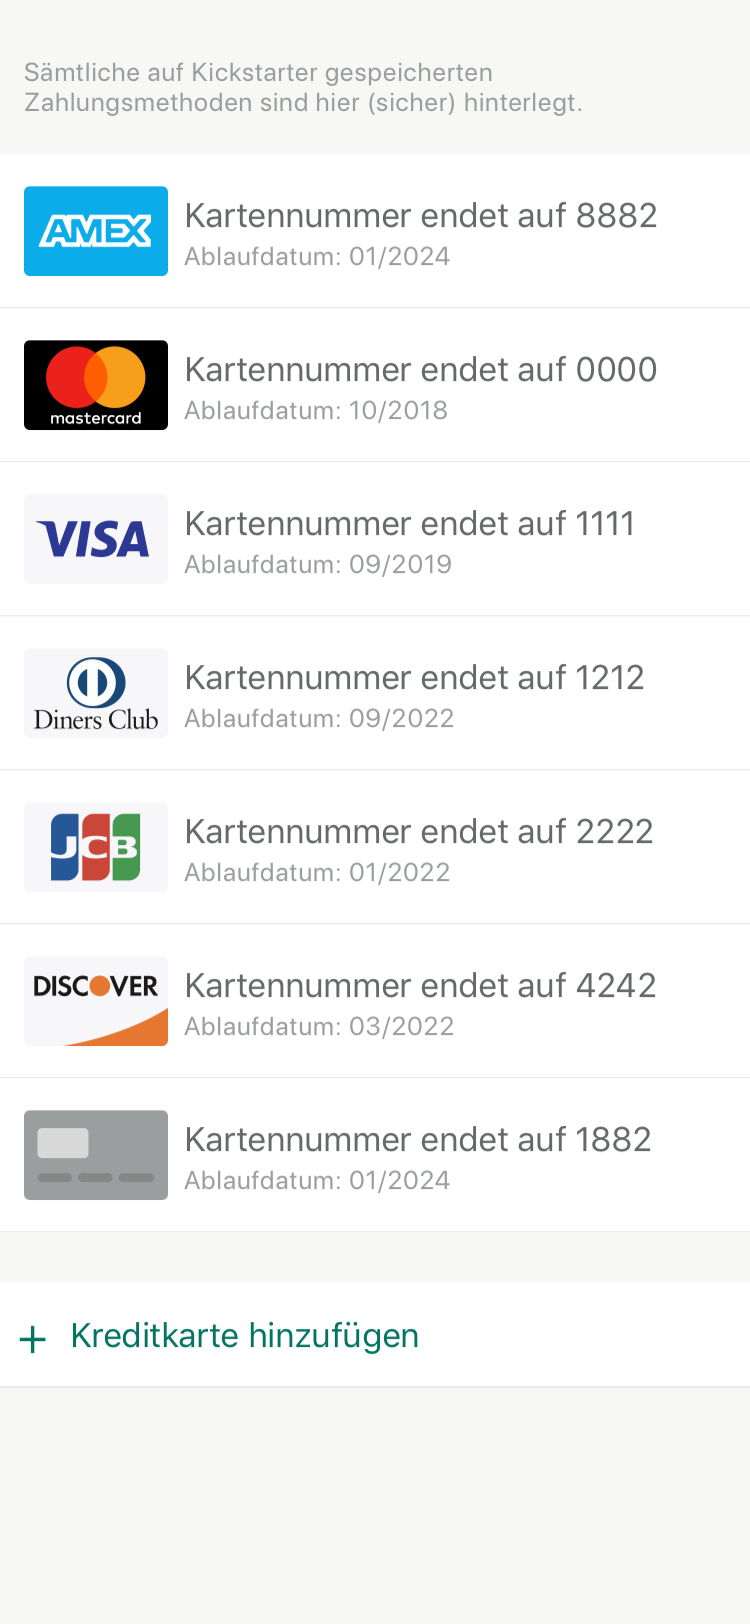 Sämtliche auf Kickstarter gespeicherten
Zahlungsmethoden sind hier (sicher) hinterlegt.
AMEX
Kartennummer endet auf 8882
Ablaufdatum: 01/2024
mastercard
Kartennummer endet auf 0000
Ablaufdatum: 10/2018
VISA
Kartennummer endet auf 1111
Ablaufdatum: 09/2019
Diners Club
Kartennummer endet auf 1212
Ablaufdatum: 09/2022
JCB
Kartennummer endet auf 2222
Ablaufdatum: 01/2022
DISCOVER
Kartennummer endet auf 4242
Ablaufdatum: 03/2022
Kartennummer endet auf 1882
Ablaufdatum: 01/2024
+ Kreditkarte hinzufügen